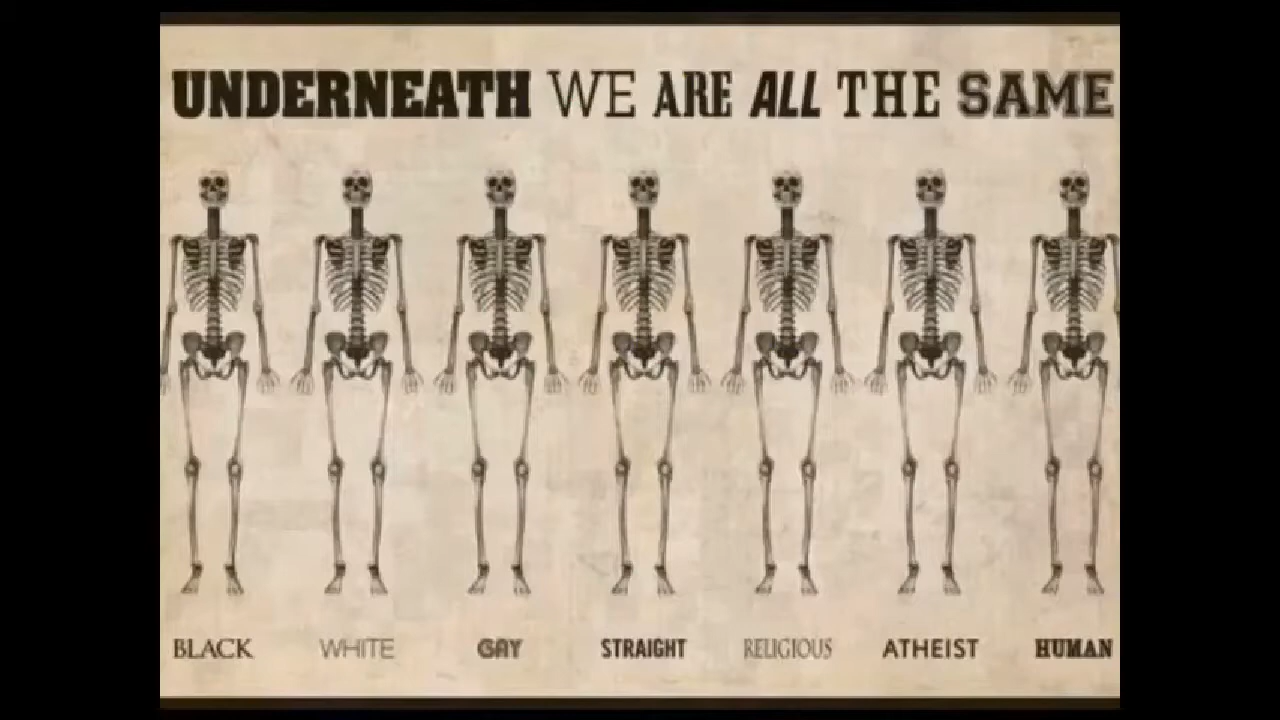 UNDERNEATH WE ARE ALL THE SAME
BLACK WHITE GAY STRAIGHT RELIGIOUS ATHEIST HUMAN